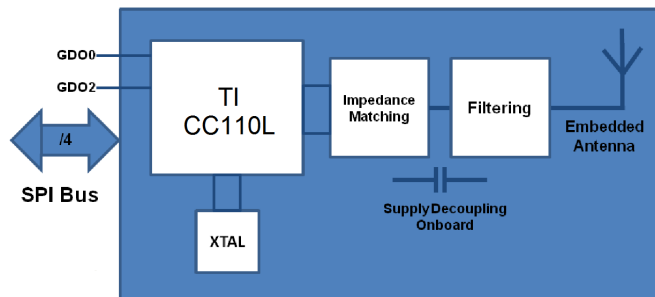 GDO0
GDO2
/4
SPI Bus
TI
CC110L
XTAL
Impedance
Matching
Filtering
Embedded
Antenna
Supply Decoupling
Onboard